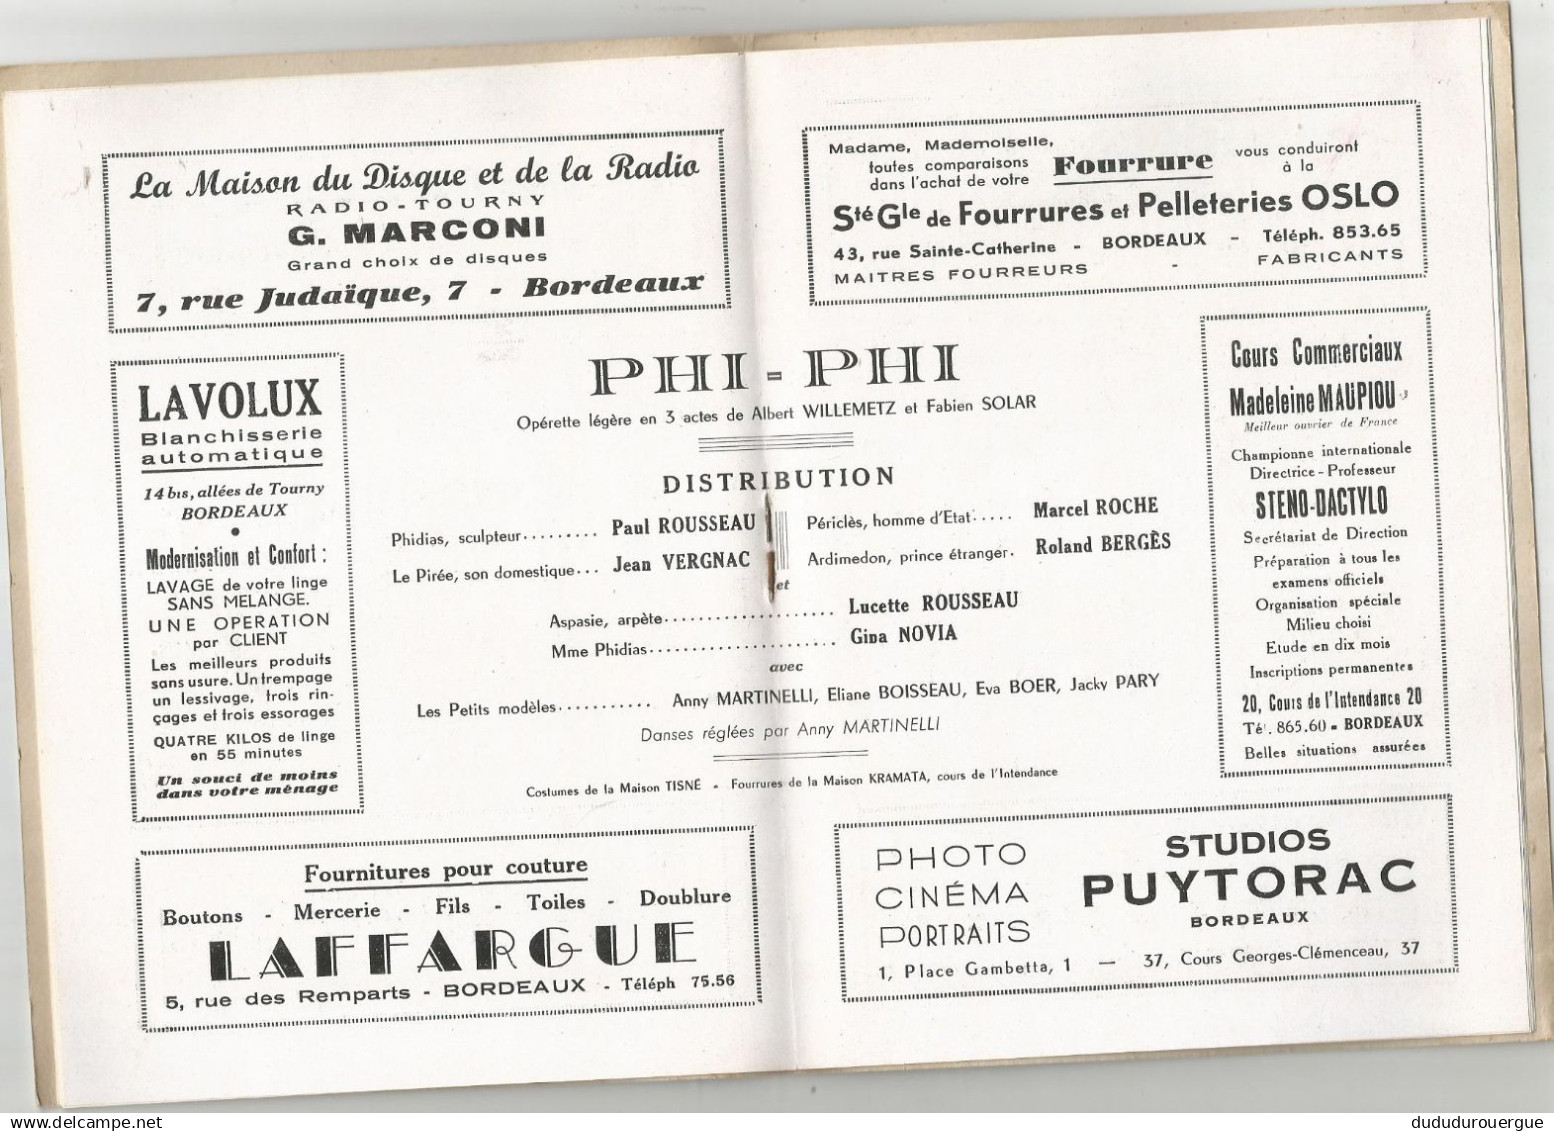 La Maison du Disque et de la Radio
RADIO-TOURNY
G. MARCONI
Grand choix de disques
7, rue Judaïque, 7 - Bordeaux
Madame, Mademoiselle,
toutes comparaisons
dans l'achat de votre
Fourrure
vous conduiront
à la
Sté Gle de Fourrures et Pelleteries OSLO
43, rue Sainte-Catherine - BORDEAUX - Téléph. 853.65
MAITRES FOURREURS - FABRICANTS
LAVOLUX
Blanchisserie
automatique
14 bis, allées de Tourny
BORDEAUX
Modernisation et Confort :
LAVAGE de votre linge
SANS MELANGE.
UNE OPERATION
par CLIENT
Les meilleurs produits
sans usure. Un trempage
un lessivage, trois rin-
çages et trois essorages
QUATRE KILOS de linge
en 55 minutes
Un souci de moins
dans votre ménage
PHI-PHI
Opérette légère en 3 actes de Albert WILLEMETZ et Fabien SOLAR
DISTRIBUTION
Phidias, sculpteur......... Paul ROUSSEAU
Le Pirée, son domestique... Jean VERGNAC
Périclès, homme d'Etat..... Marcel ROCHE
Ardimedon, prince étranger. Roland BERGÈS
et
Aspasie, arpète..................... Lucette ROUSSEAU
Mme Phidias....................... Gina NOVIA
avec
Les Petits modèles........... Anny MARTINELLI, Eliane BOISSEAU, Eva BOER, Jacky PARY
Danses réglées par Anny MARTINELLI
Costumes de la Maison TISNÉ - Fourrures de la Maison KRAMATA, cours de l'Intendance
Cours Commerciaux
Madeleine MAUPIOU
Meilleur ouvrier de France
Championne internationale
Directrice - Professeur
STENO-DACTYLO
Secrétariat de Direction
Préparation à tous les
examens officiels
Organisation spéciale
Milieu choisi
Etude en dix mois
Inscriptions permanentes
20, Cours de l'Intendance 20
Tél. 865.60 - BORDEAUX
Belles situations assurées
Fournitures pour couture
Boutons - Mercerie - Fils - Toiles - Doublure
LAFFARGUE
5, rue des Remparts - BORDEAUX - Téléph 75.56
PHOTO
CINÉMA
PORTRAITS
STUDIOS
PUYTORAC
BORDEAUX
1, Place Gambetta, 1 — 37, Cours Georges-Clémenceau, 37
dududurouergue